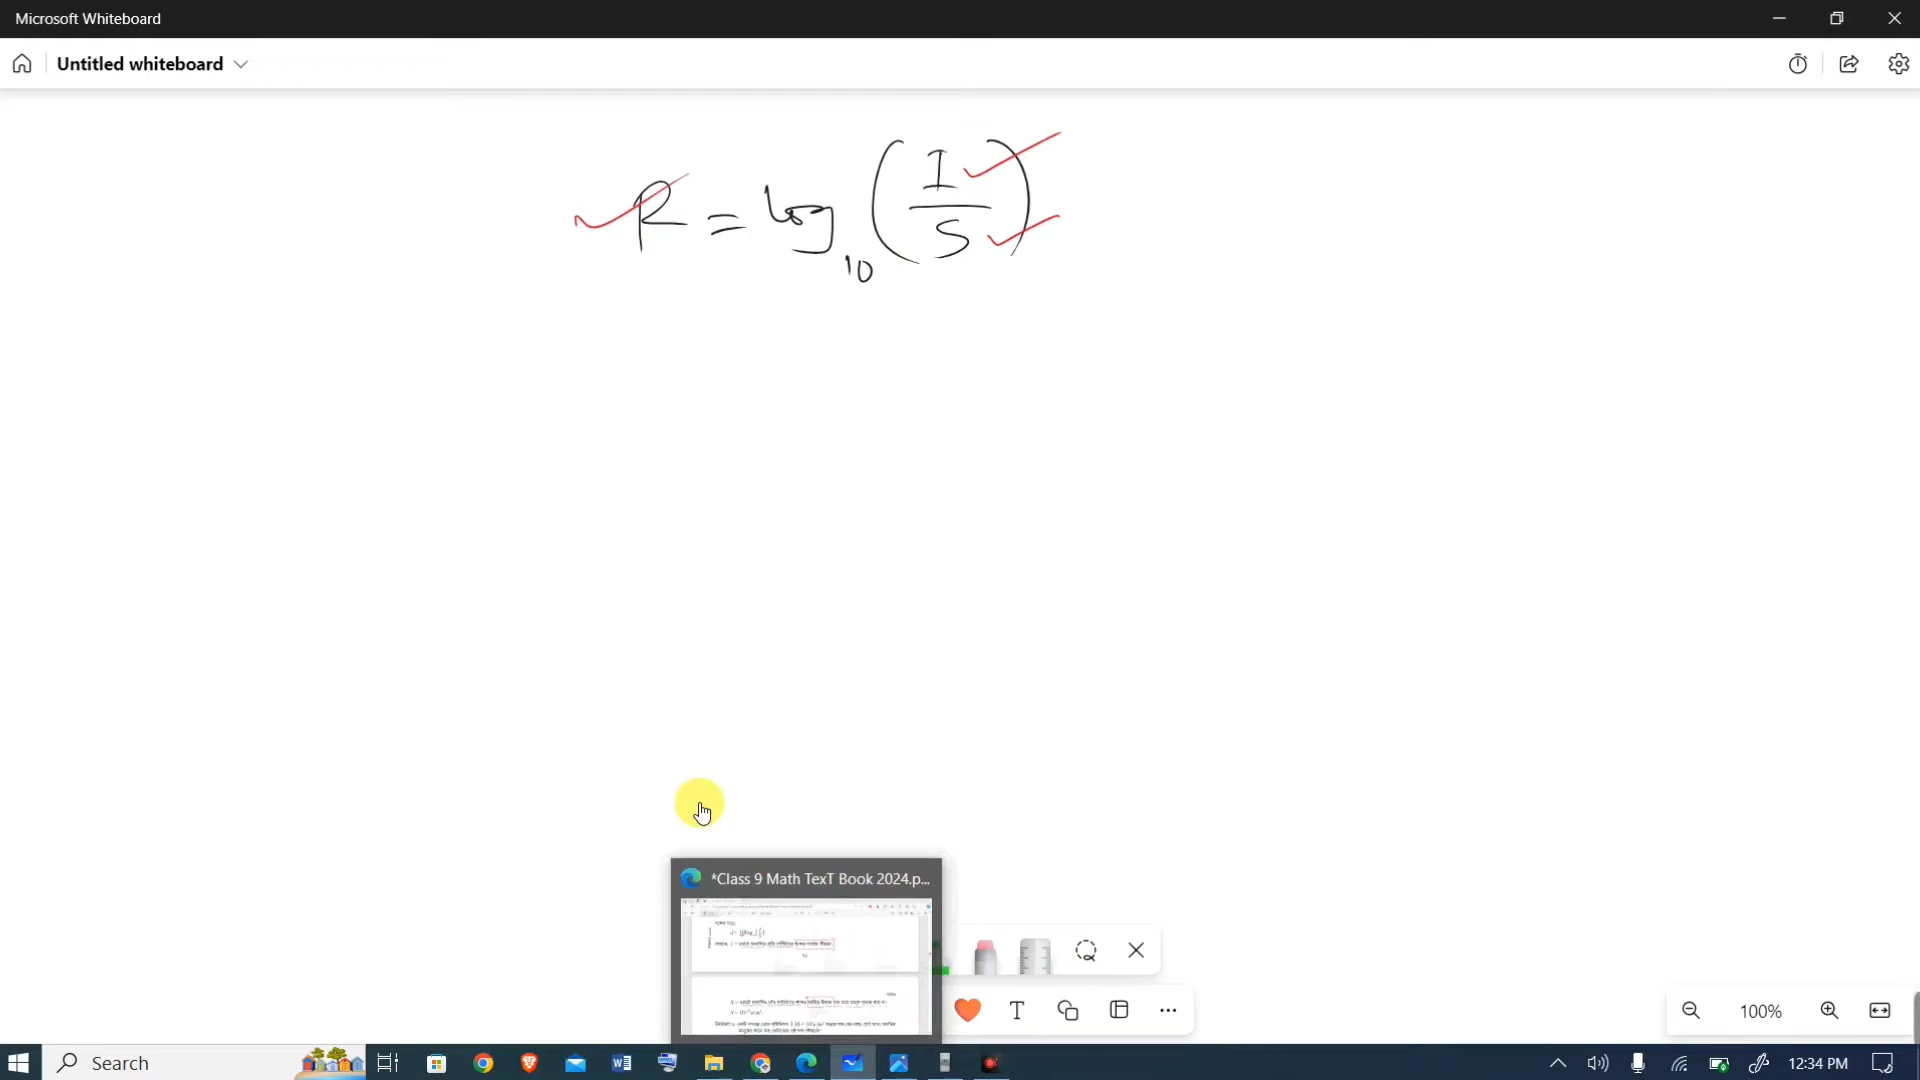 Microsoft Whiteboard
Untitled whiteboard
R = log₁₀ (I/S)
*Class 9 Math TexT Book 2024.p...
T
100%
Search
12:34 PM